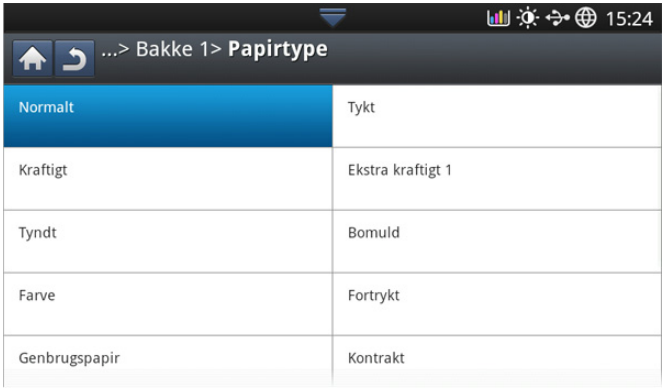 15:24
...> Bakke 1> Papirtype
Normalt
Tykt
Kraftigt
Ekstra kraftigt 1
Tyndt
Bomuld
Farve
Fortrykt
Genbrugspapir
Kontrakt